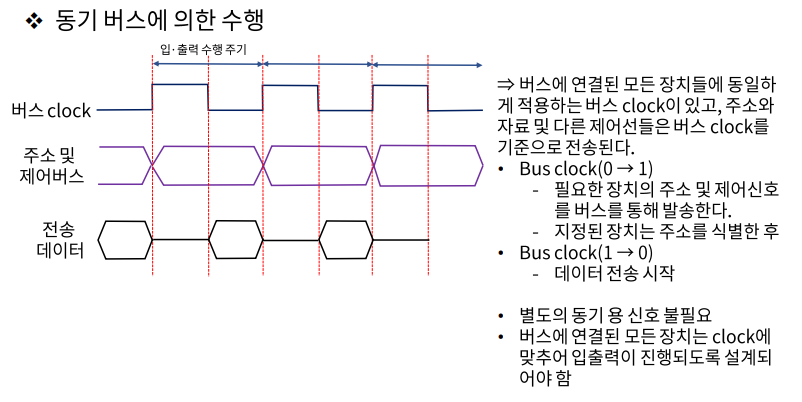 ❖ 동기 버스에 의한 수행
입·출력 수행 주기
버스 clock
주소 및
제어버스
전송
데이터
⇒ 버스에 연결된 모든 장치들에 동일하
게 적용하는 버스 clock이 있고, 주소와
자료 및 다른 제어선들은 버스 clock를
기준으로 전송된다.
• Bus clock(0 → 1)
- 필요한 장치의 주소 및 제어신호
를 버스를 통해 발송한다.
- 지정된 장치는 주소를 식별한 후
• Bus clock(1 → 0)
- 데이터 전송 시작
• 별도의 동기 용 신호 불필요
• 버스에 연결된 모든 장치는 clock에
맞추어 입출력이 진행되도록 설계되
어야 함